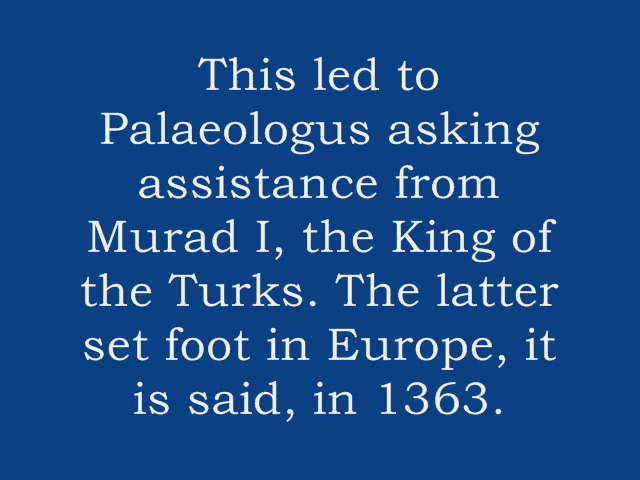 This led to
Palaeologus asking
assistance from
Murad I, the King of
the Turks. The latter
set foot in Europe, it
is said, in 1363.